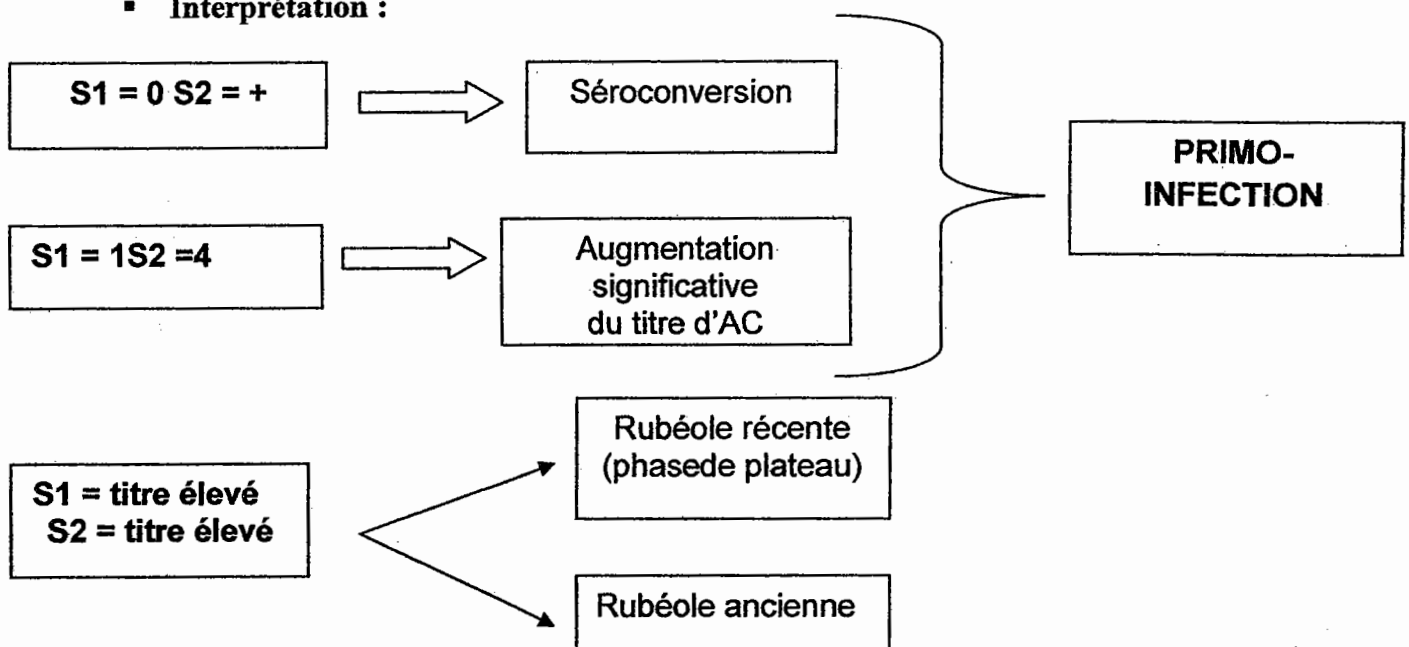 ▪ Interprétation :
S1 = 0 S2 = +
Séroconversion
PRIMO-
INFECTION
S1 = 1S2 =4
Augmentation
significative
du titre d'AC
Rubéole récente
(phasede plateau)
S1 = titre élevé
S2 = titre élevé
Rubéole ancienne